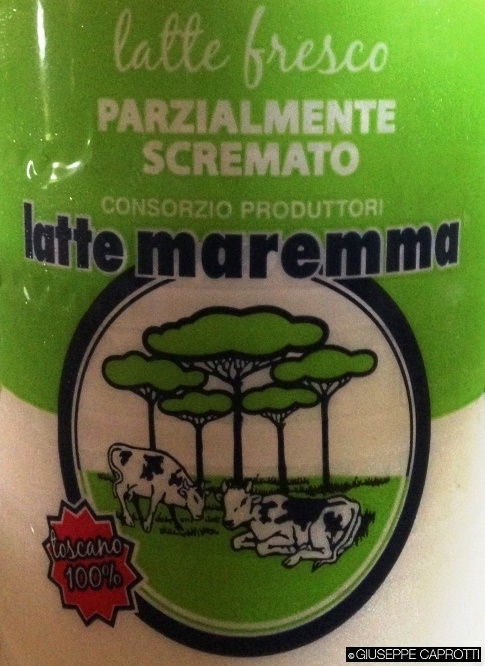 latte fresco
PARZIALMENTE
SCREMATO
CONSORZIO PRODUTTORI
latte maremma
toscano
100%
© GIUSEPPE CAPROTTI